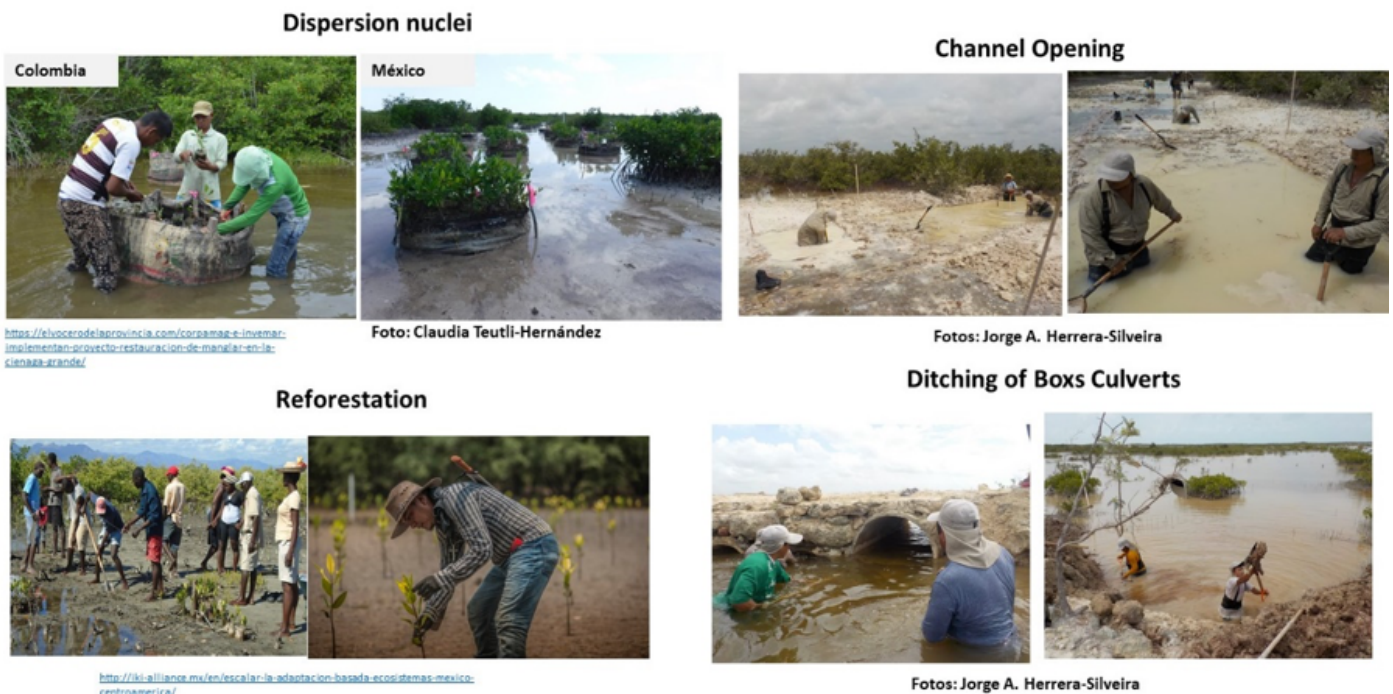 Dispersion nuclei
Colombia
México
https://elvocerodelaprovincia.com/corpamag-e-invemar-
implementan-proyecto-restauracion-de-manglar-en-la-
cienaga-grande/
Foto: Claudia Teutli-Hernández
Channel Opening
Fotos: Jorge A. Herrera-Silveira
Reforestation
http://iki-alliance.mx/en/escalar-la-adaptacion-basada-ecosistemas-mexico-
centroamerica/
Ditching of Boxs Culverts
Fotos: Jorge A. Herrera-Silveira